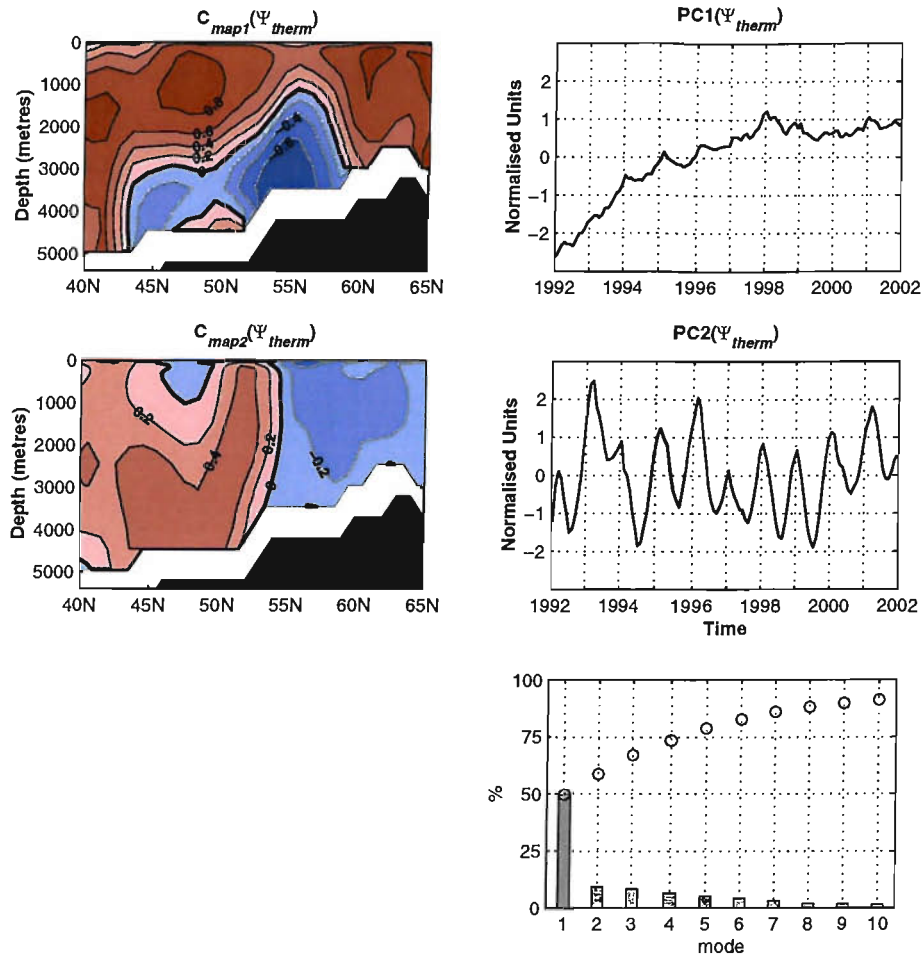 C_map1(Ψ_therm)
Depth (metres)
0
1000
2000
3000
4000
5000
40N 45N 50N 55N 60N 65N
0.8
0.6
0.4
0.2
0
-0.4
PC1(Ψ_therm)
Normalised Units
2
1
0
-1
-2
1992 1994 1996 1998 2000 2002
C_map2(Ψ_therm)
Depth (metres)
0
1000
2000
3000
4000
5000
40N 45N 50N 55N 60N 65N
0.2
0.4
0.2
0
-0.2
PC2(Ψ_therm)
Normalised Units
2
1
0
-1
-2
1992 1994 1996 1998 2000 2002
Time
%
100
75
50
25
0
1 2 3 4 5 6 7 8 9 10
mode